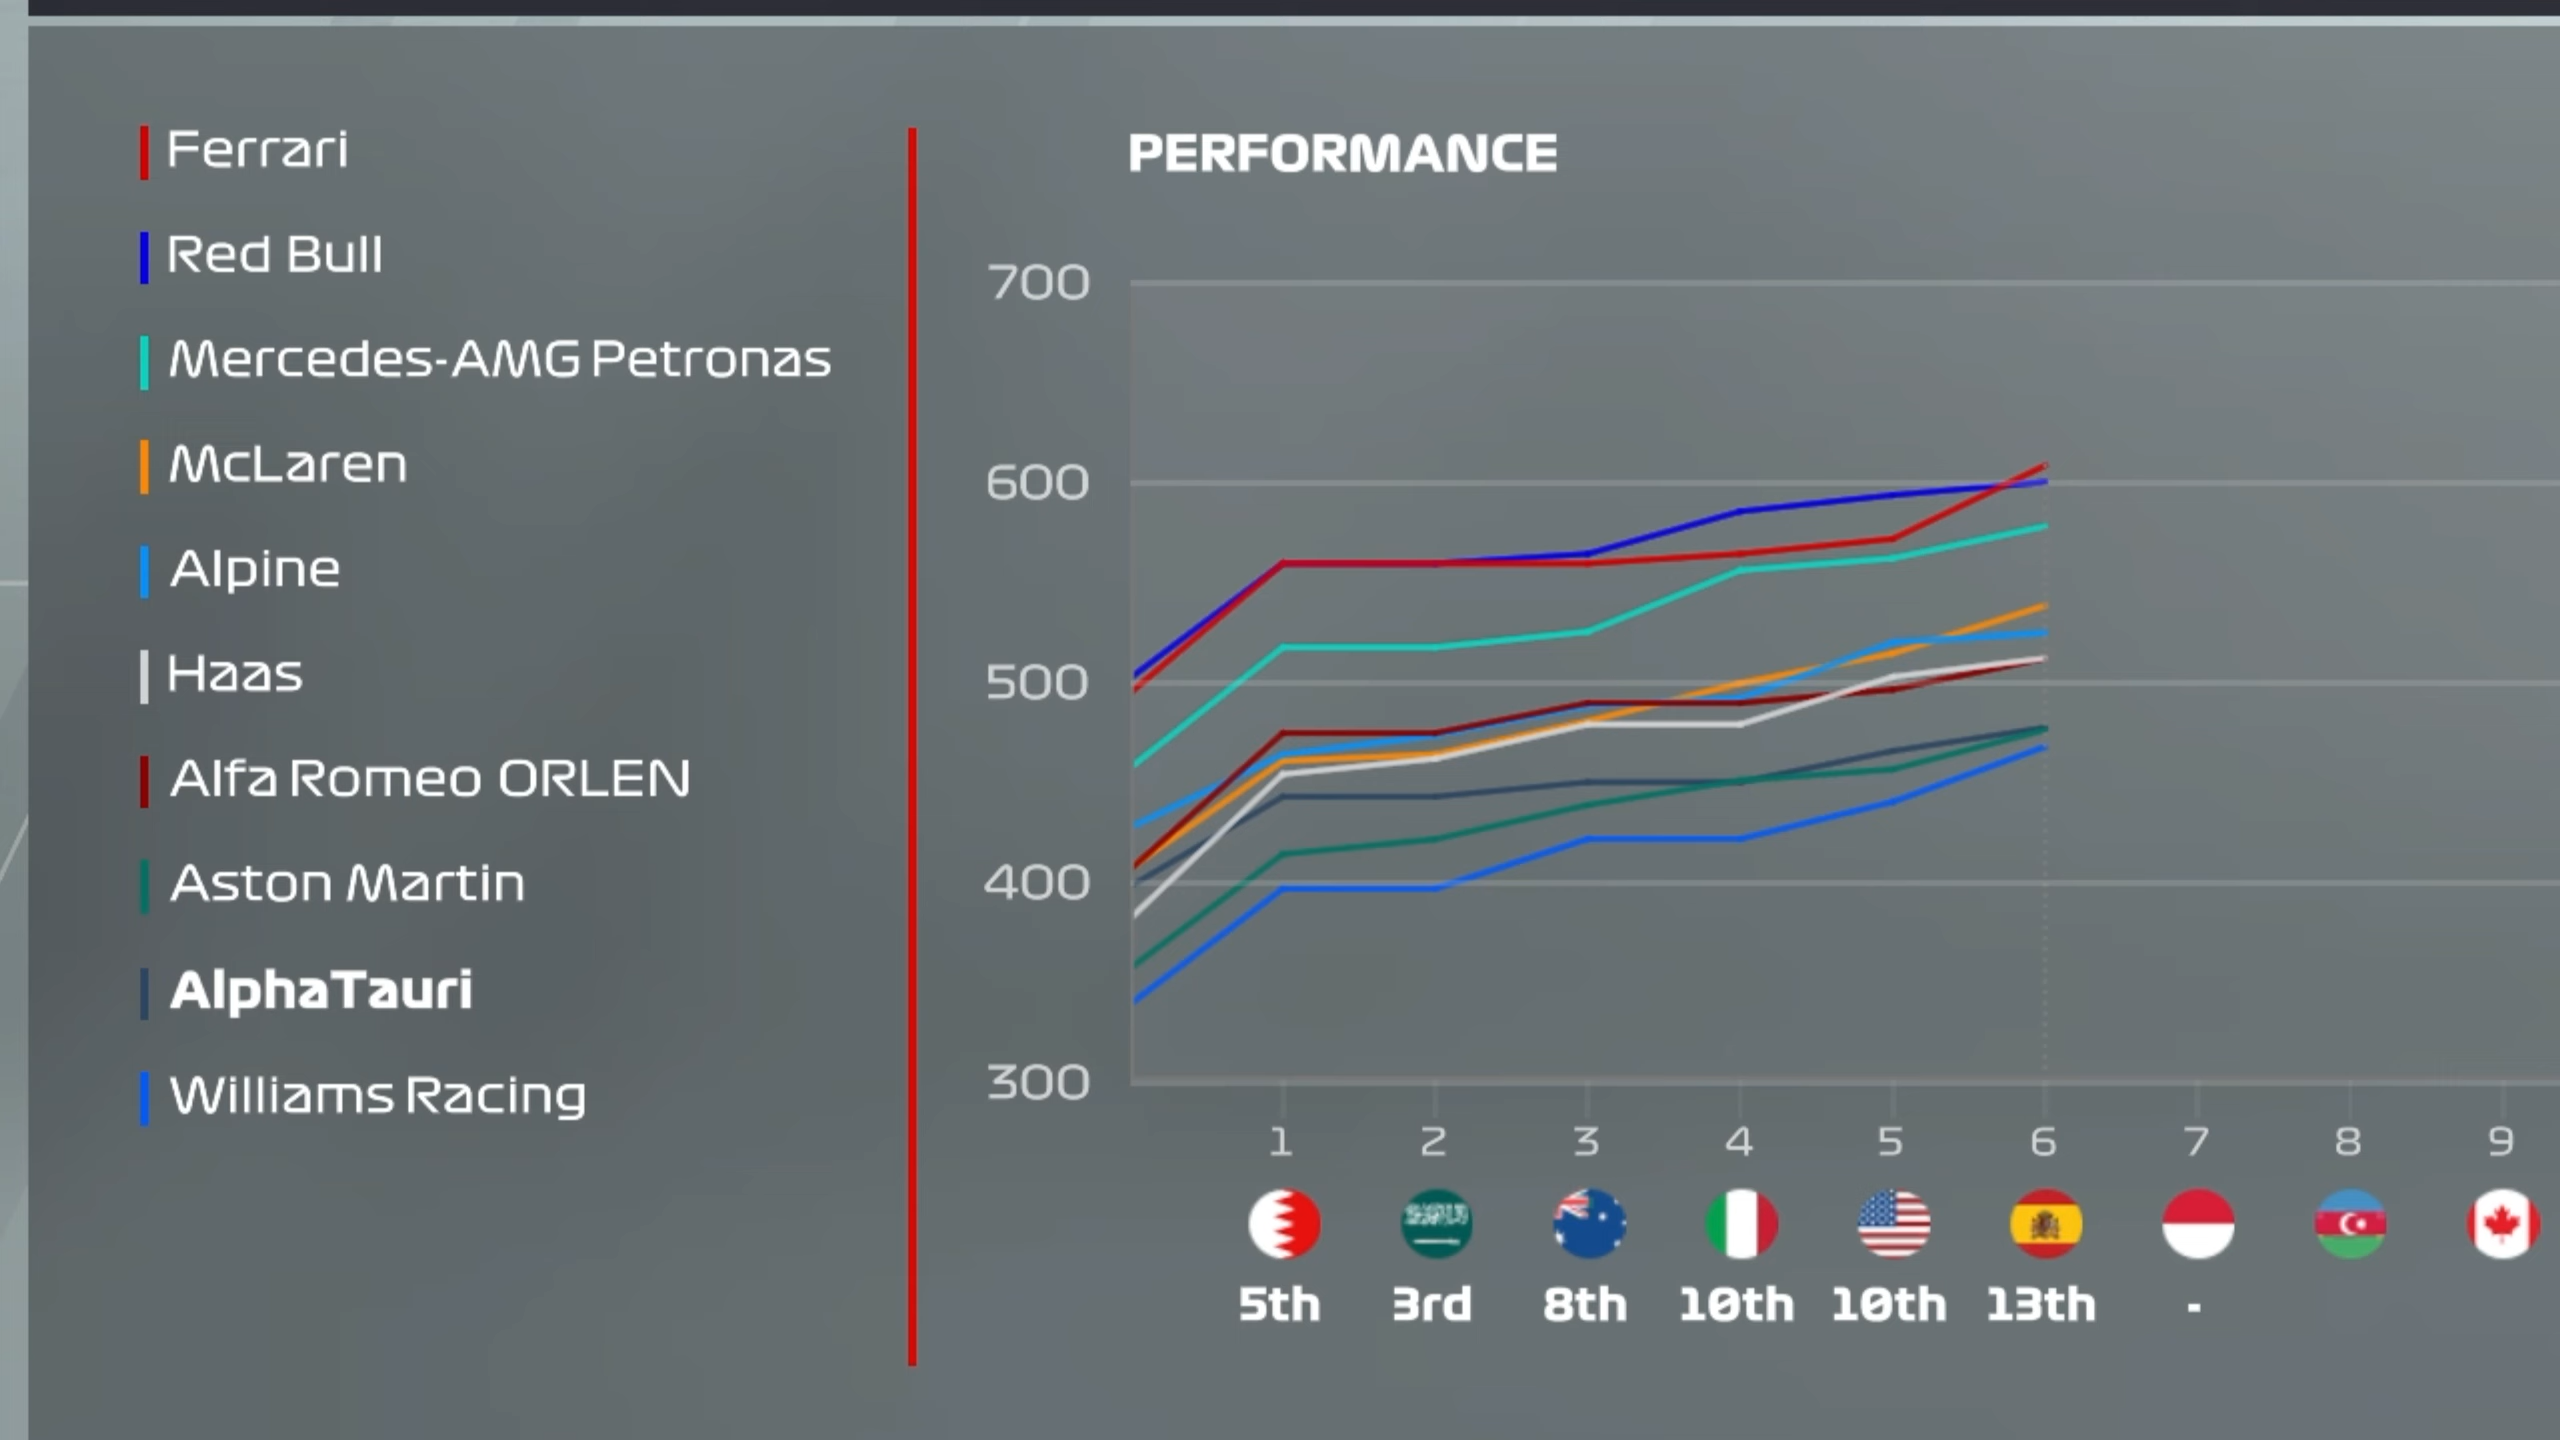 Ferrari
Red Bull
Mercedes-AMG Petronas
McLaren
Alpine
Haas
Alfa Romeo ORLEN
Aston Martin
AlphaTauri
Williams Racing
PERFORMANCE
700
600
500
400
300
1 2 3 4 5 6 7 8 9
5th 3rd 8th 10th 10th 13th -